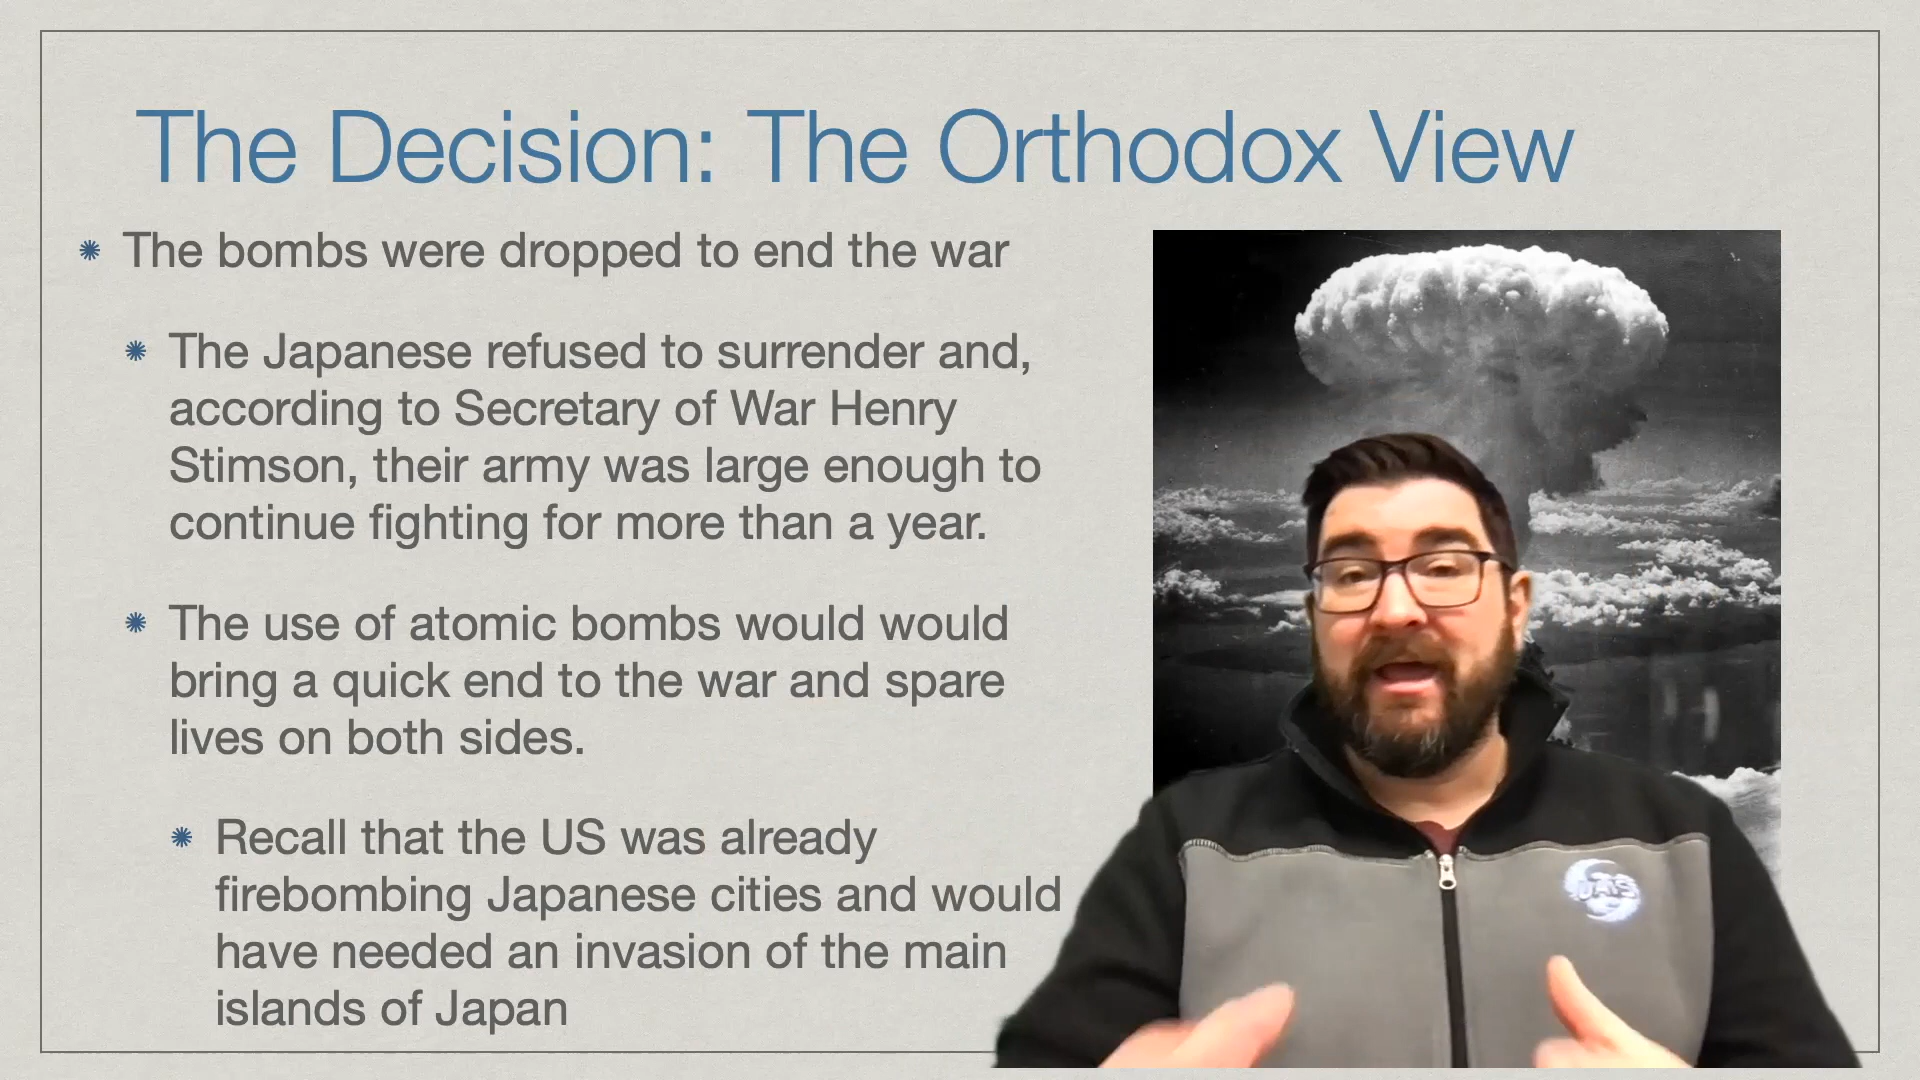 The Decision: The Orthodox View
The bombs were dropped to end the war
The Japanese refused to surrender and,
according to Secretary of War Henry
Stimson, their army was large enough to
continue fighting for more than a year.
The use of atomic bombs would would
bring a quick end to the war and spare
lives on both sides.
Recall that the US was already
firebombing Japanese cities and would
have needed an invasion of the main
islands of Japan